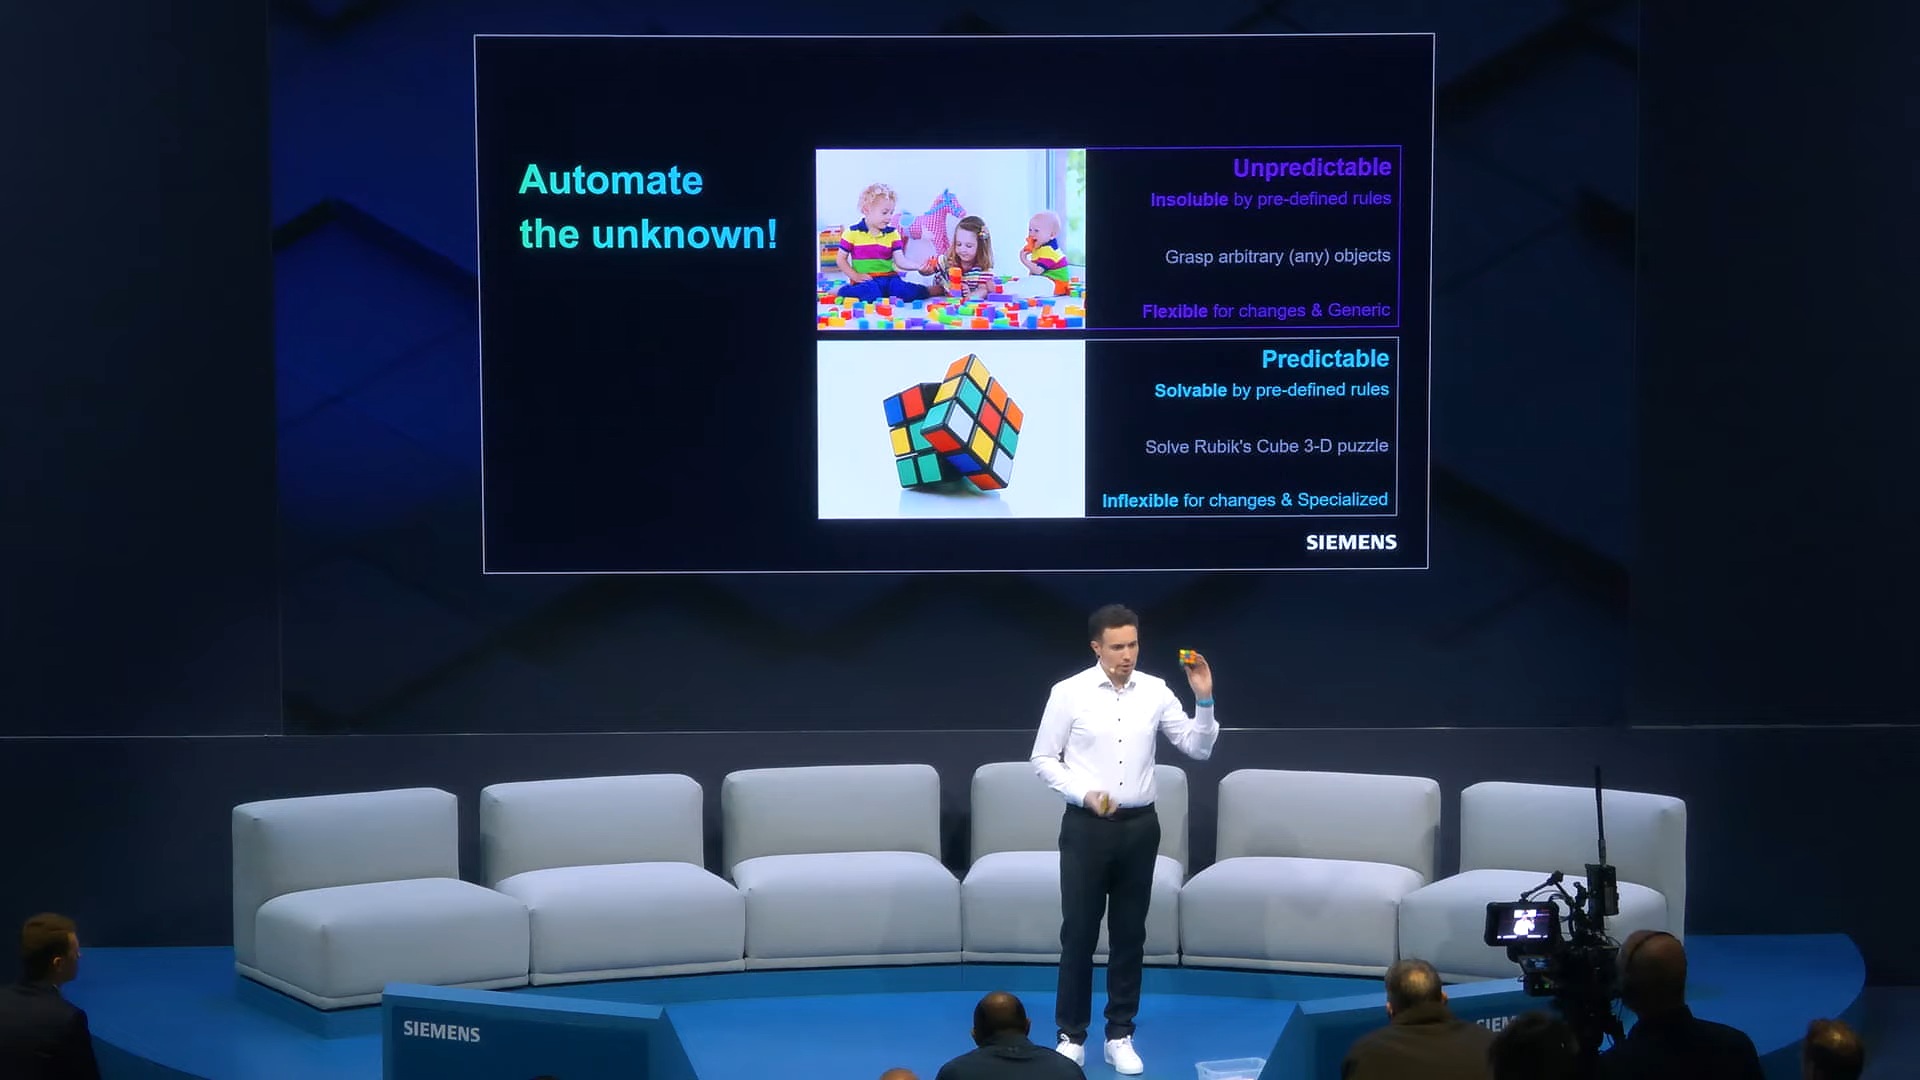 Automate
the unknown!
Unpredictable
Insoluble by pre-defined rules
Grasp arbitrary (any) objects
Flexible for changes & Generic
Predictable
Solvable by pre-defined rules
Solve Rubik's Cube 3-D puzzle
Inflexible for changes & Specialized
SIEMENS
SIEMENS